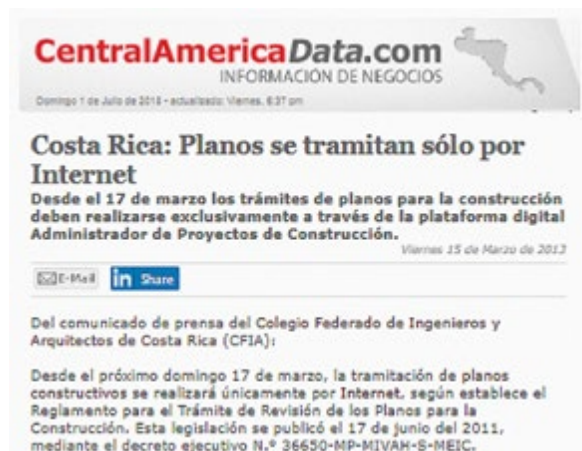 CentralAmericaData.com
INFORMACIÓN DE NEGOCIOS
Domingo 1 de Julio de 2018 - actualizado: Viernes, 6:37 pm
Costa Rica: Planos se tramitan sólo por
Internet
Desde el 17 de marzo los trámites de planos para la construcción
deben realizarse exclusivamente a través de la plataforma digital
Administrador de Proyectos de Construcción.
Viernes 15 de Marzo de 2013
E-Mail in Share
Del comunicado de prensa del Colegio Federado de Ingenieros y
Arquitectos de Costa Rica (CFIA):
Desde el próximo domingo 17 de marzo, la tramitación de planos
constructivos se realizará únicamente por Internet, según establece el
Reglamento para el Trámite de Revisión de los Planos para la
Construcción. Esta legislación se publicó el 17 de junio del 2011,
mediante el decreto ejecutivo N.º 36650-MP-MIVAH-S-MEIC.